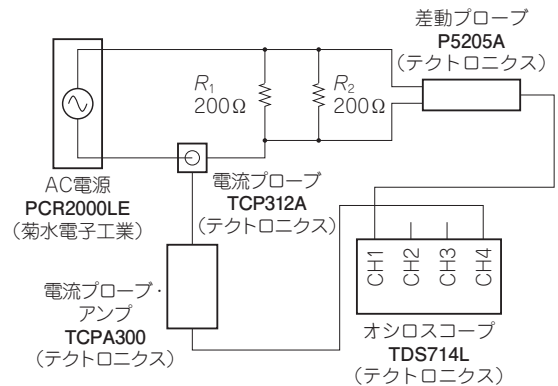 差動プローブ
P5205A
(テクトロニクス)
R1
200Ω
R2
200Ω
AC電源
PCR2000LE
(菊水電子工業)
電流プローブ
TCP312A
(テクトロニクス)
電流プローブ・
アンプ
TCPA300
(テクトロニクス)
CH1
CH2
CH3
CH4
オシロスコープ
TDS714L
(テクトロニクス)